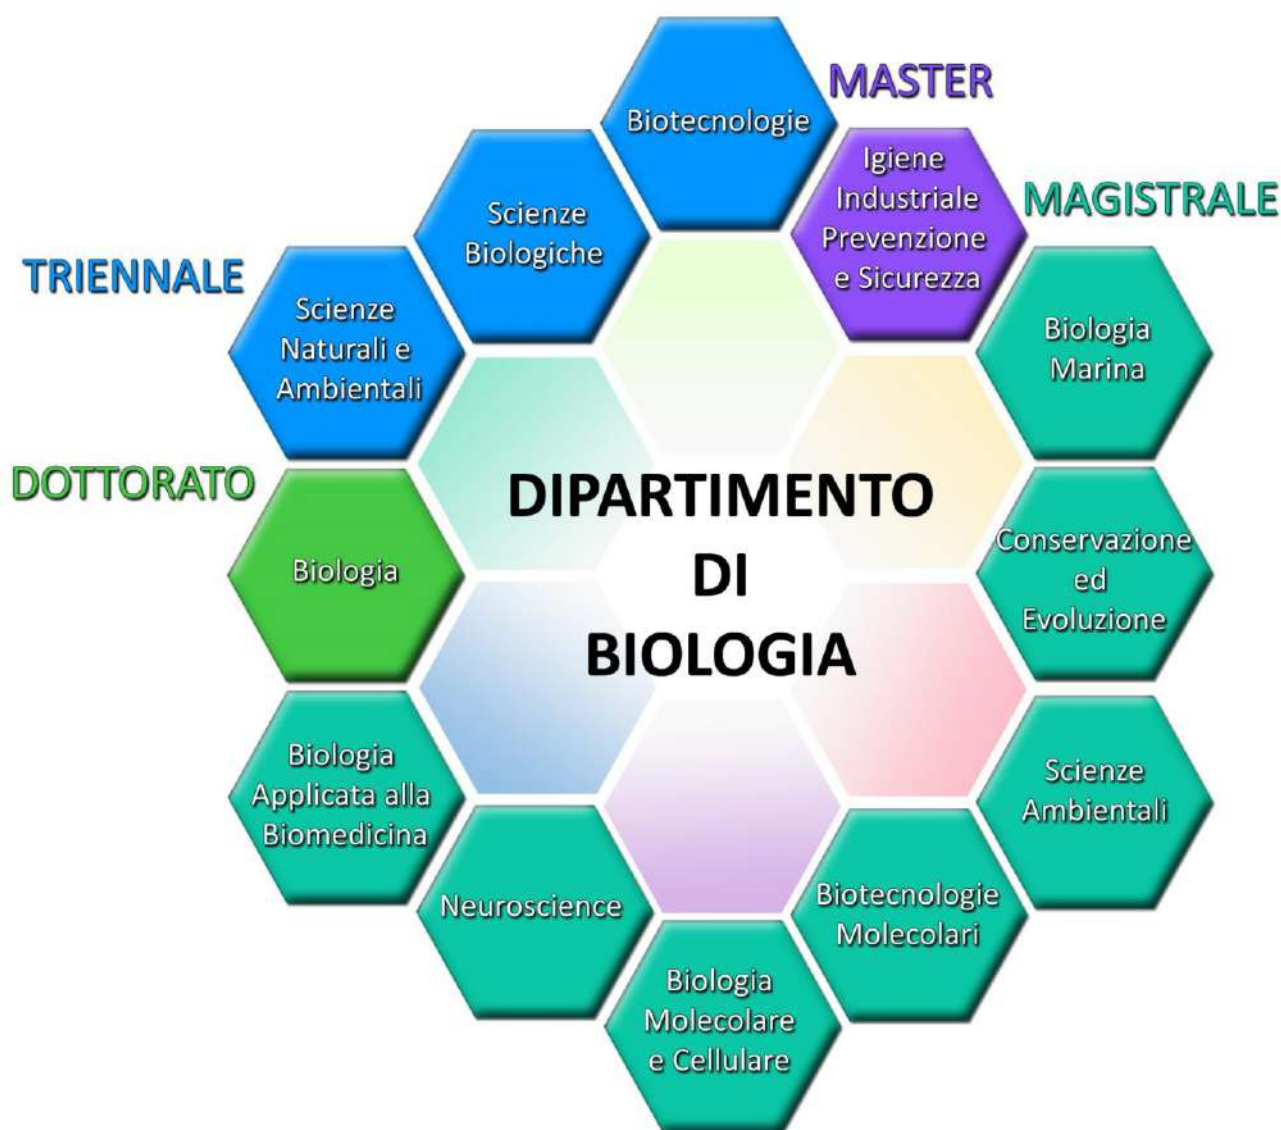 Biotecnologie
MASTER
Igiene
Industriale
Prevenzione
e Sicurezza
MAGISTRALE
Scienze
Biologiche
TRIENNALE
Scienze
Naturali e
Ambientali
Biologia
Marina
DOTTORATO
Biologia
DIPARTIMENTO
DI
BIOLOGIA
Conservazione
ed
Evoluzione
Biologia
Applicata alla
Biomedicina
Scienze
Ambientali
Neuroscience
Biotecnologie
Molecolari
Biologia
Molecolare
e Cellulare